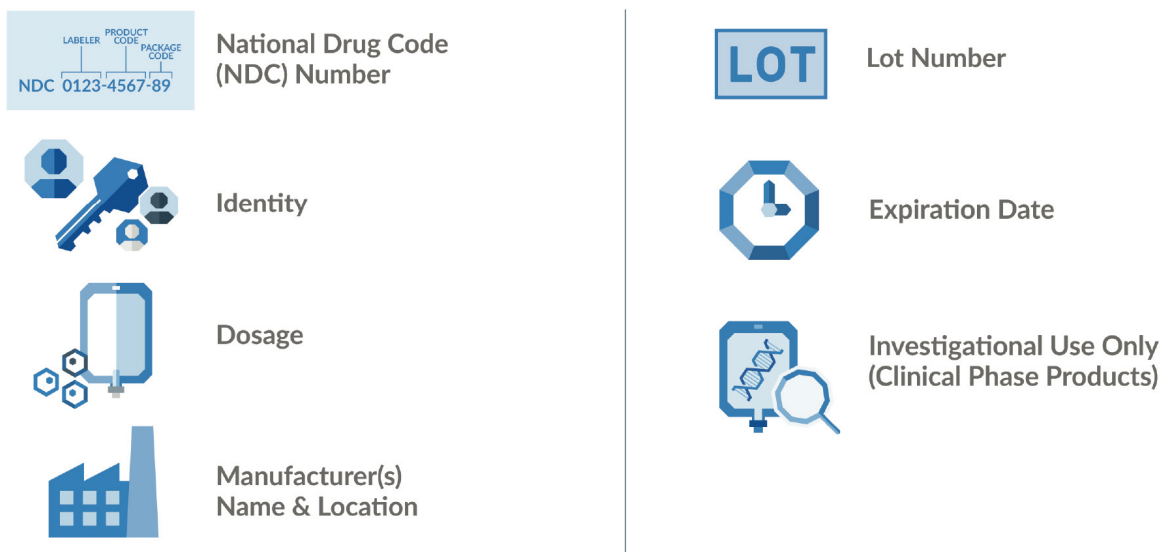 LABELER
PRODUCT
CODE
PACKAGE
CODE
NDC 0123-4567-89
National Drug Code
(NDC) Number
Identity
Dosage
Manufacturer(s)
Name & Location
LOT
Lot Number
Expiration Date
Investigational Use Only
(Clinical Phase Products)